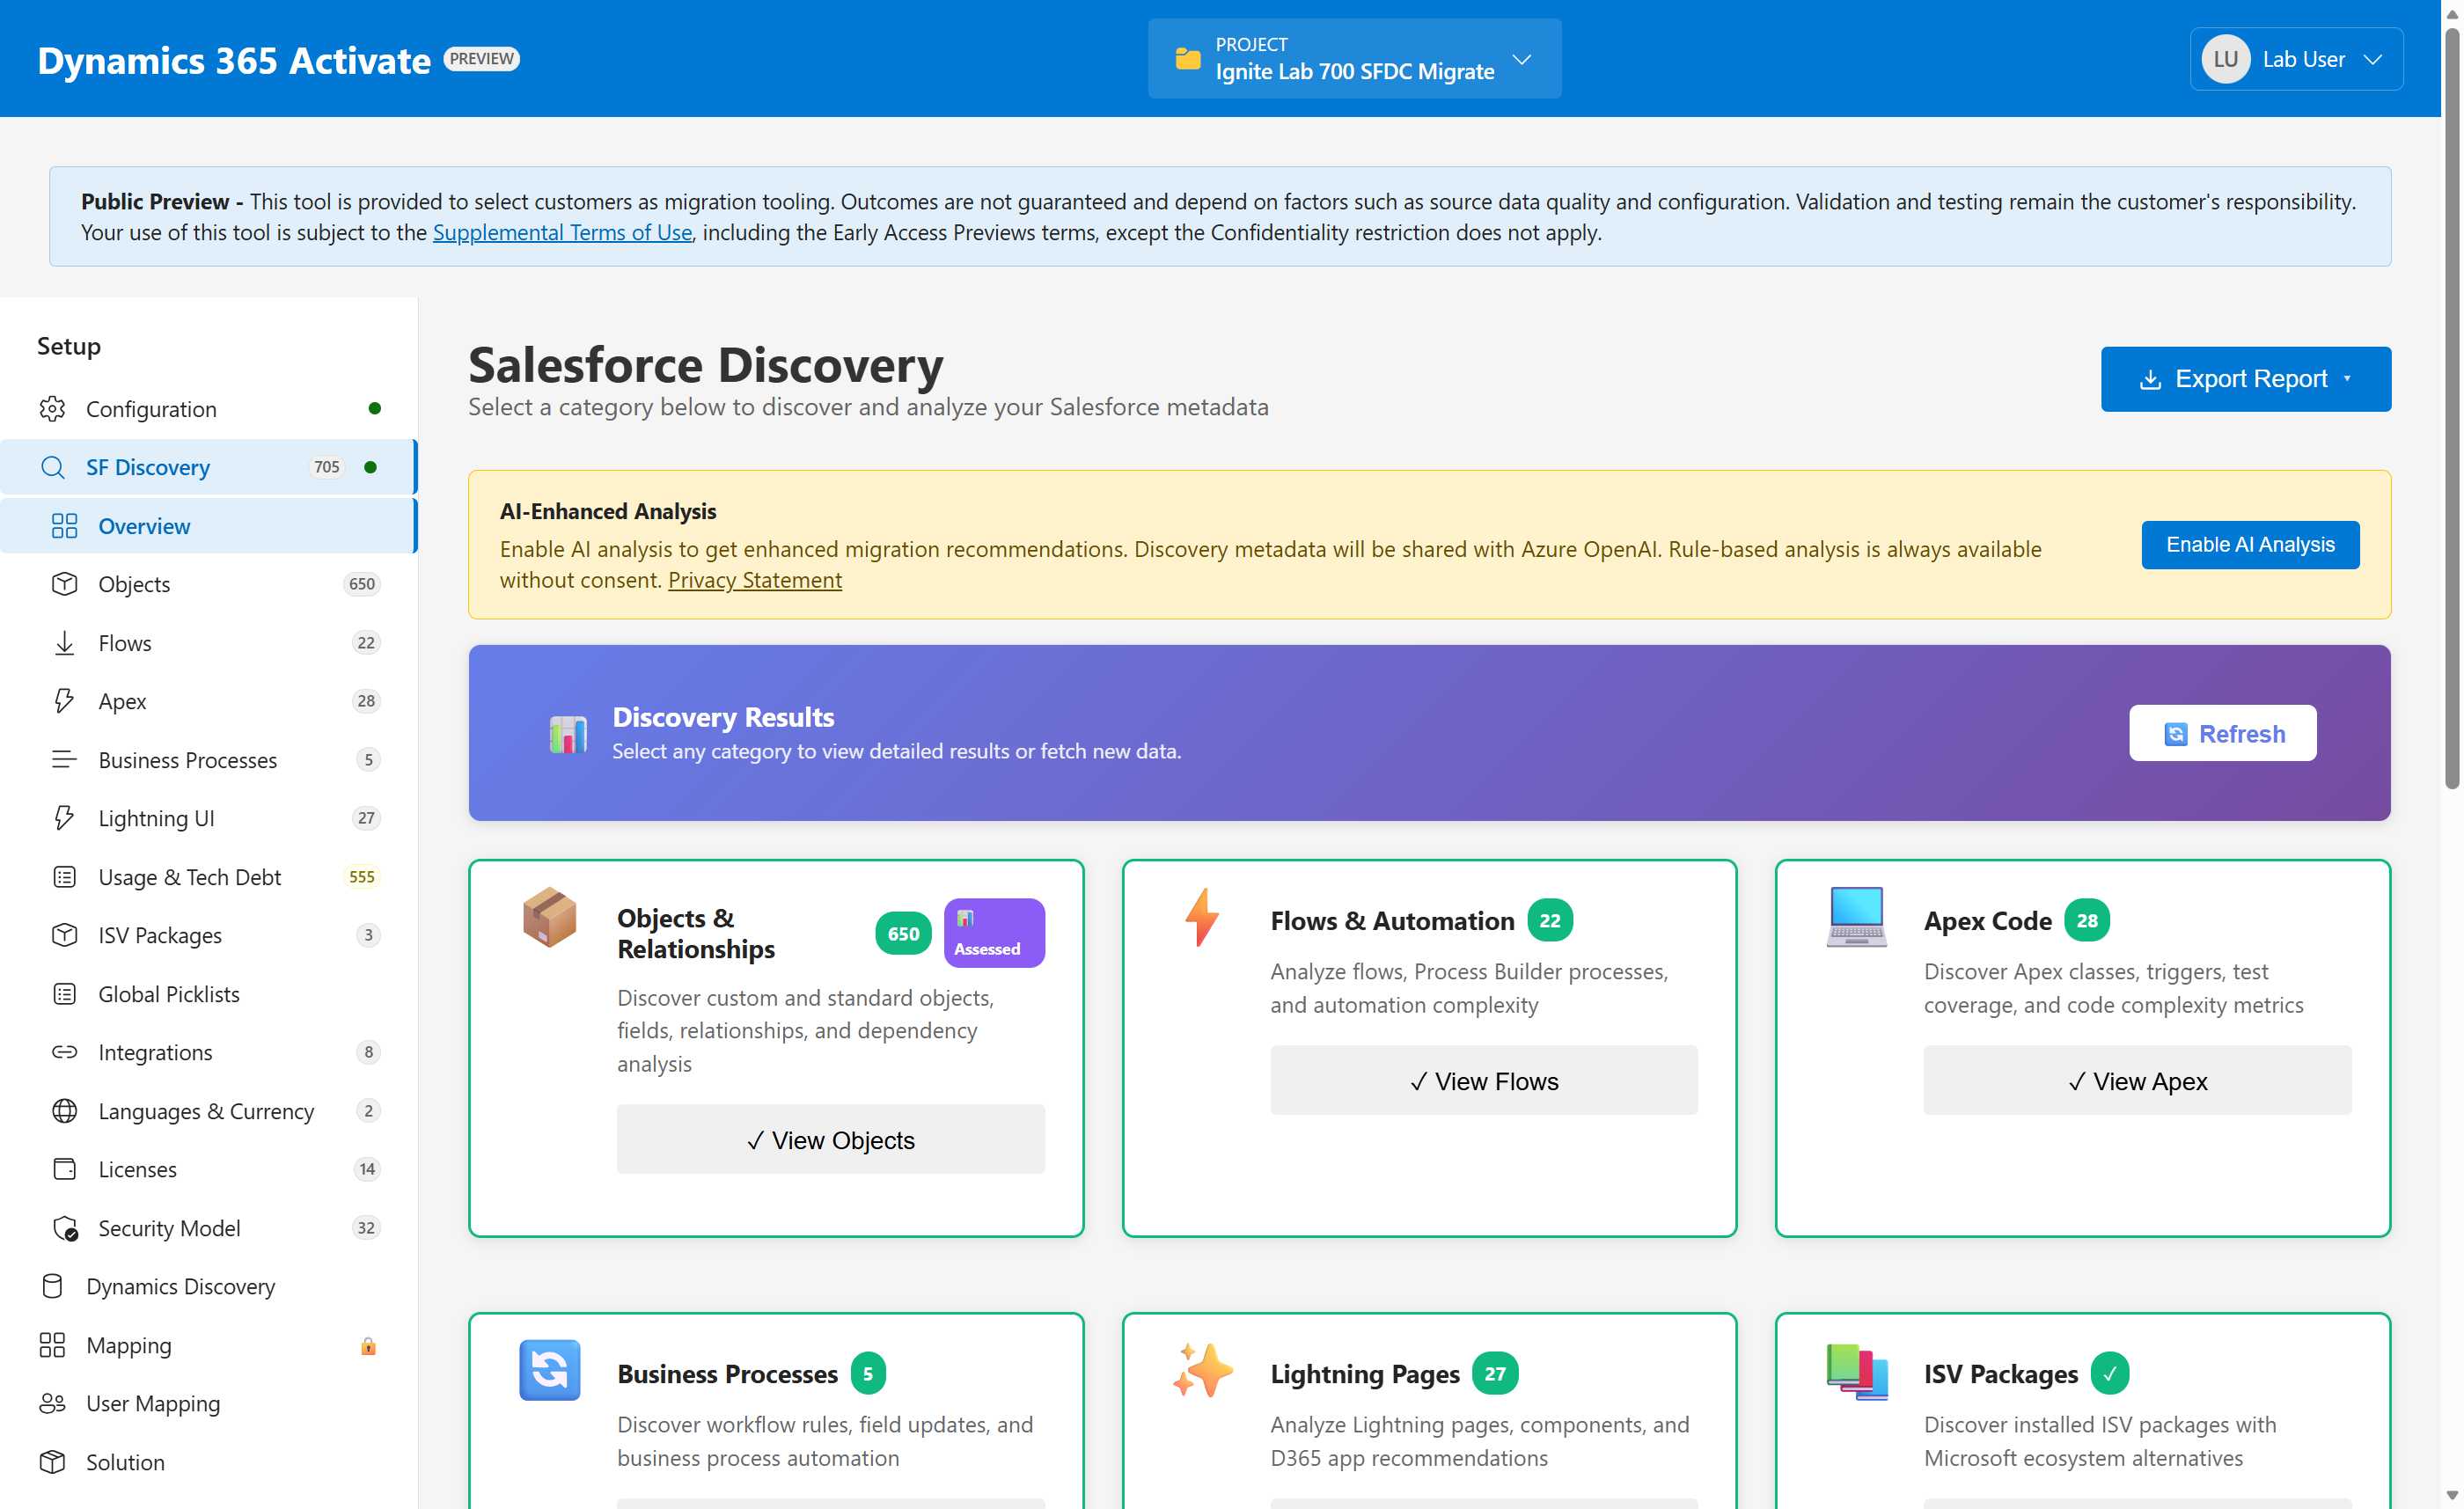 Dynamics 365 Activate PREVIEW
PROJECT
Ignite Lab 700 SFDC Migrate
LU Lab User
Public Preview - This tool is provided to select customers as migration tooling. Outcomes are not guaranteed and depend on factors such as source data quality and configuration. Validation and testing remain the customer's responsibility.
Your use of this tool is subject to the Supplemental Terms of Use, including the Early Access Previews terms, except the Confidentiality restriction does not apply.
Setup
Configuration
SF Discovery 705
Overview
Objects 650
Flows 22
Apex 28
Business Processes 5
Lightning UI 27
Usage & Tech Debt 555
ISV Packages 3
Global Picklists
Integrations 8
Languages & Currency 2
Licenses 14
Security Model 32
Dynamics Discovery
Mapping
User Mapping
Solution
Salesforce Discovery
Select a category below to discover and analyze your Salesforce metadata
Export Report
AI-Enhanced Analysis
Enable AI analysis to get enhanced migration recommendations. Discovery metadata will be shared with Azure OpenAI. Rule-based analysis is always available
without consent. Privacy Statement
Enable AI Analysis
Discovery Results
Select any category to view detailed results or fetch new data.
Refresh
Objects &
Relationships
650
Assessed
Discover custom and standard objects,
fields, relationships, and dependency
analysis
✓ View Objects
Flows & Automation 22
Analyze flows, Process Builder processes,
and automation complexity
✓ View Flows
Apex Code 28
Discover Apex classes, triggers, test
coverage, and code complexity metrics
✓ View Apex
Business Processes 5
Discover workflow rules, field updates, and
business process automation
Lightning Pages 27
Analyze Lightning pages, components, and
D365 app recommendations
ISV Packages ✓
Discover installed ISV packages with
Microsoft ecosystem alternatives